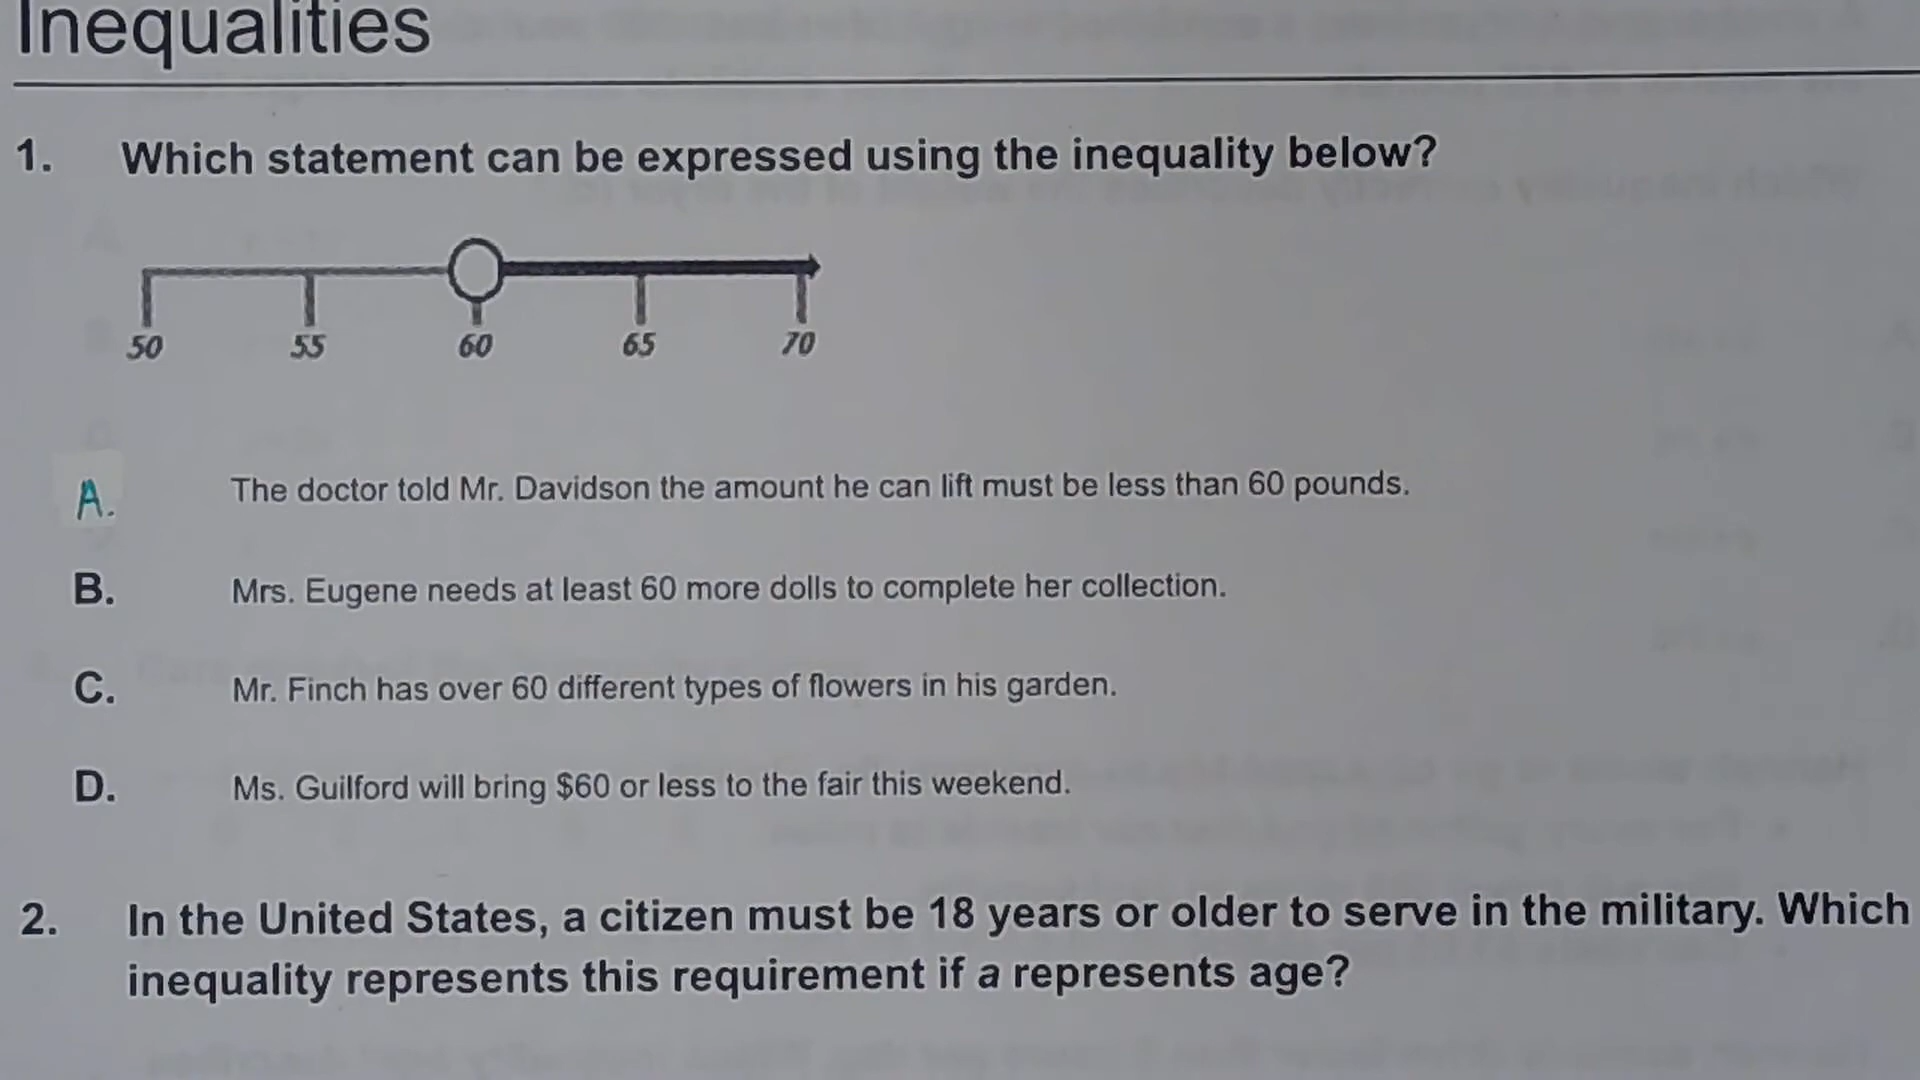 Inequalities
1. Which statement can be expressed using the inequality below?
50 55 60 65 70
A. The doctor told Mr. Davidson the amount he can lift must be less than 60 pounds.
B. Mrs. Eugene needs at least 60 more dolls to complete her collection.
C. Mr. Finch has over 60 different types of flowers in his garden.
D. Ms. Guilford will bring $60 or less to the fair this weekend.
2. In the United States, a citizen must be 18 years or older to serve in the military. Which
inequality represents this requirement if a represents age?